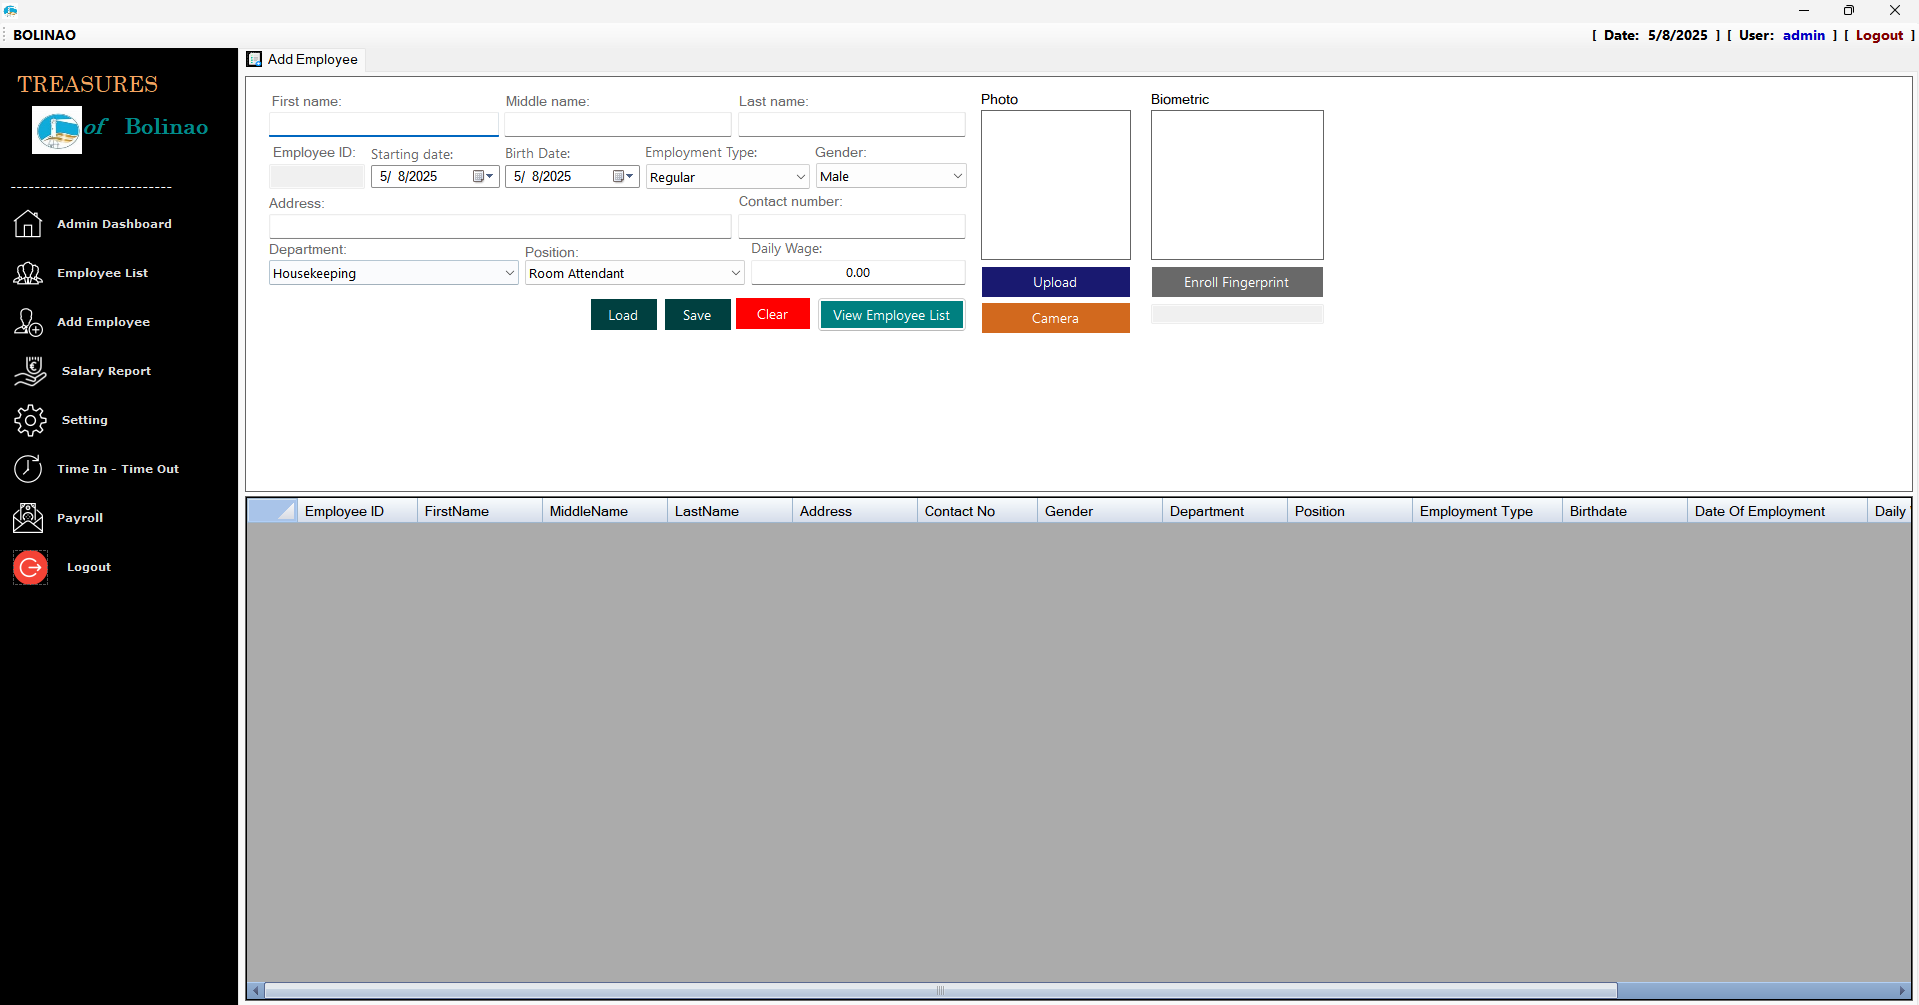 BOLINAO
[ Date: 5/8/2025 ] [ User: admin ] [ Logout ]
TREASURES
of Bolinao
---------------------------
Admin Dashboard
Employee List
Add Employee
Salary Report
Setting
Time In - Time Out
Payroll
Logout
Add Employee
First name: Middle name: Last name:
Employee ID: Starting date: Birth Date: Employment Type: Gender:
5/ 8/2025 5/ 8/2025 Regular Male
Address: Contact number:
Department: Position: Daily Wage:
Housekeeping Room Attendant 0.00
Load Save Clear View Employee List
Photo Biometric
Upload Enroll Fingerprint
Camera
Employee ID FirstName MiddleName LastName Address Contact No Gender Department Position Employment Type Birthdate Date Of Employment Daily